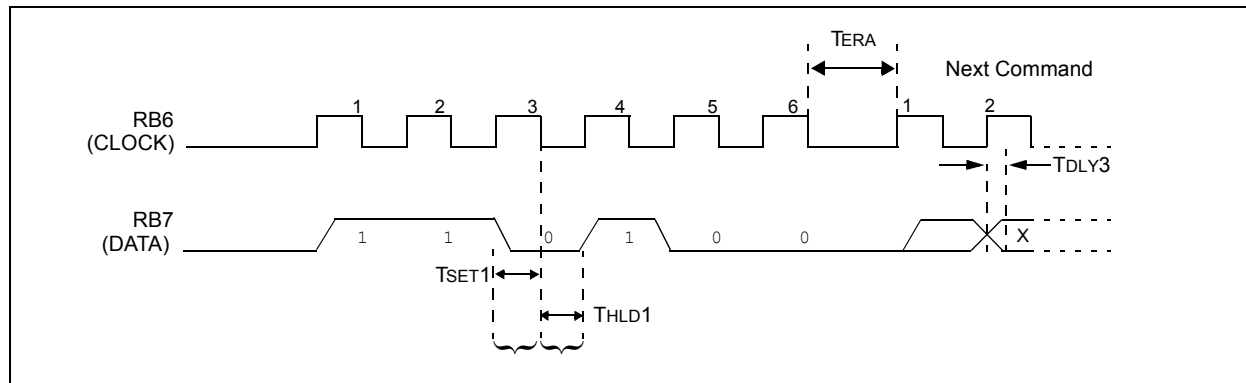 TERA
Next Command
1 2 3 4 5 6 1 2
RB6
(CLOCK)
TDLY3
RB7
(DATA)
1 1 0 1 0 0 X
TSET1
THLD1